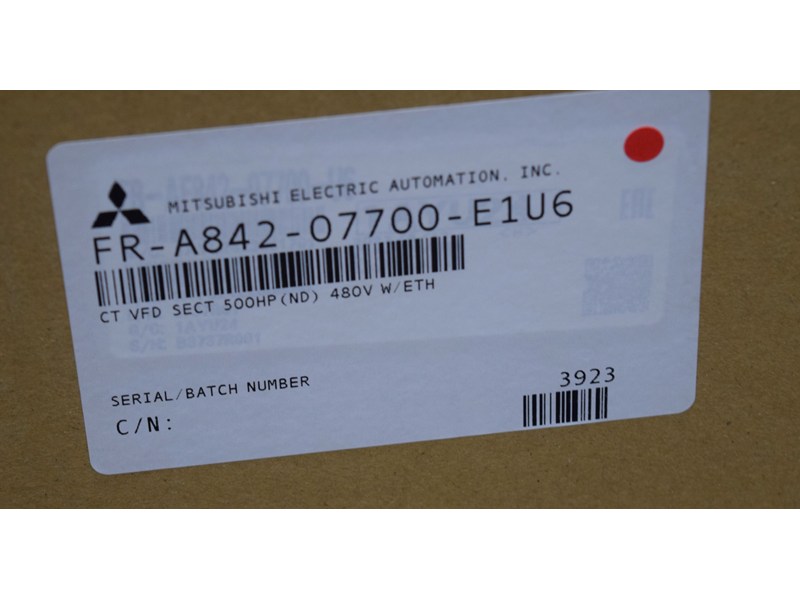 MITSUBISHI ELECTRIC AUTOMATION. INC.
FR-A842-07700-E1U6
CT VFD SECT 500HP(ND) 480V W/ETH
SERIAL/BATCH NUMBER
3923
C/N: